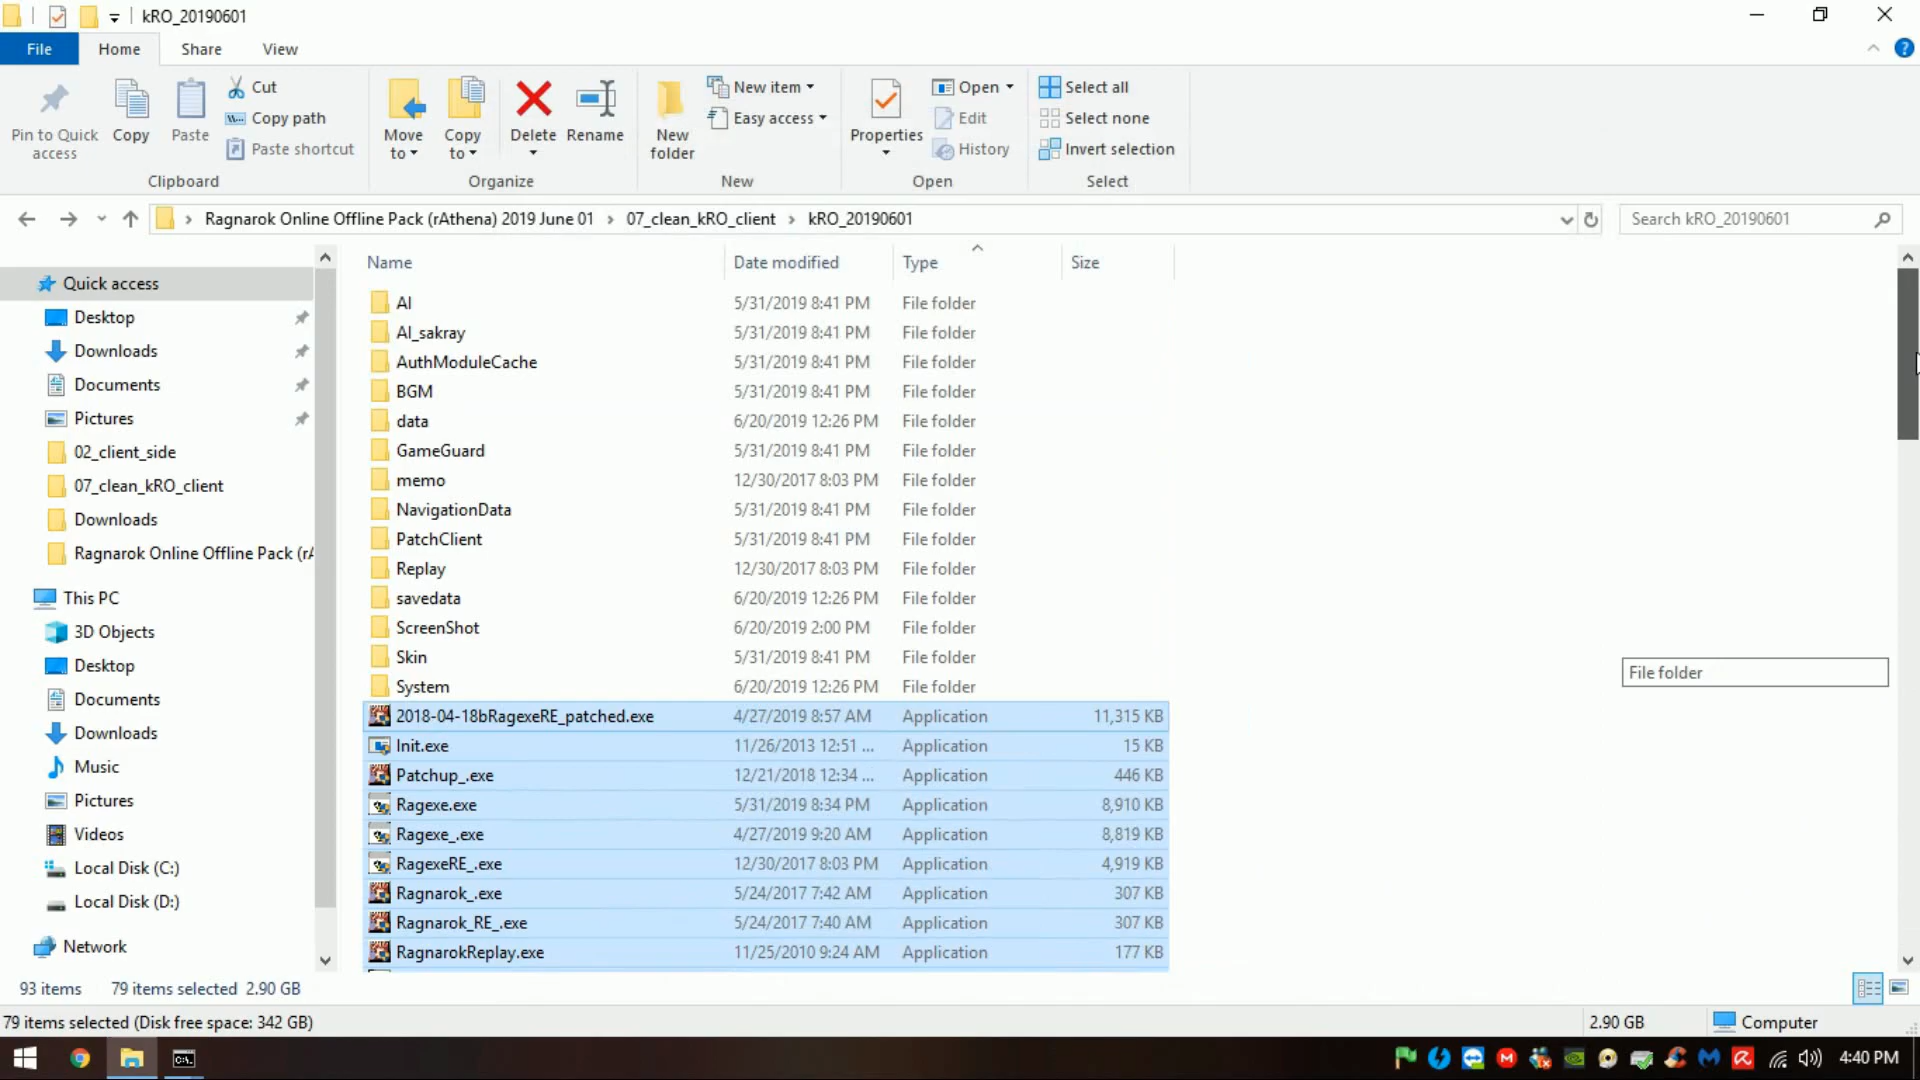 kRO_20190601
File Home Share View
Pin to Quick access
Copy
Paste
Cut
Copy path
Paste shortcut
Clipboard
Move to
Copy to
Delete
Rename
Organize
New folder
New item
Easy access
New
Properties
Open
Edit
History
Open
Select all
Select none
Invert selection
Select
Ragnarok Online Offline Pack (rAthena) 2019 June 01 › 07_clean_kRO_client › kRO_20190601
Search kRO_20190601
Quick access
Desktop
Downloads
Documents
Pictures
02_client_side
07_clean_kRO_client
Downloads
Ragnarok Online Offline Pack (rA
This PC
3D Objects
Desktop
Documents
Downloads
Music
Pictures
Videos
Local Disk (C:)
Local Disk (D:)
Network
Name Date modified Type Size
AI 5/31/2019 8:41 PM File folder
AI_sakray 5/31/2019 8:41 PM File folder
AuthModuleCache 5/31/2019 8:41 PM File folder
BGM 5/31/2019 8:41 PM File folder
data 6/20/2019 12:26 PM File folder
GameGuard 5/31/2019 8:41 PM File folder
memo 12/30/2017 8:03 PM File folder
NavigationData 5/31/2019 8:41 PM File folder
PatchClient 5/31/2019 8:41 PM File folder
Replay 12/30/2017 8:03 PM File folder
savedata 6/20/2019 12:26 PM File folder
ScreenShot 6/20/2019 2:00 PM File folder
Skin 5/31/2019 8:41 PM File folder
System 6/20/2019 12:26 PM File folder
2018-04-18bRagexeRE_patched.exe 4/27/2019 8:57 AM Application 11,315 KB
Init.exe 11/26/2013 12:51 ... Application 15 KB
Patchup_.exe 12/21/2018 12:34 ... Application 446 KB
Ragexe.exe 5/31/2019 8:34 PM Application 8,910 KB
Ragexe_.exe 4/27/2019 9:20 AM Application 8,819 KB
RagexeRE_.exe 12/30/2017 8:03 PM Application 4,919 KB
Ragnarok_.exe 5/24/2017 7:42 AM Application 307 KB
Ragnarok_RE_.exe 5/24/2017 7:40 AM Application 307 KB
RagnarokReplay.exe 11/25/2010 9:24 AM Application 177 KB
File folder
93 items 79 items selected 2.90 GB
79 items selected (Disk free space: 342 GB) 2.90 GB Computer
4:40 PM